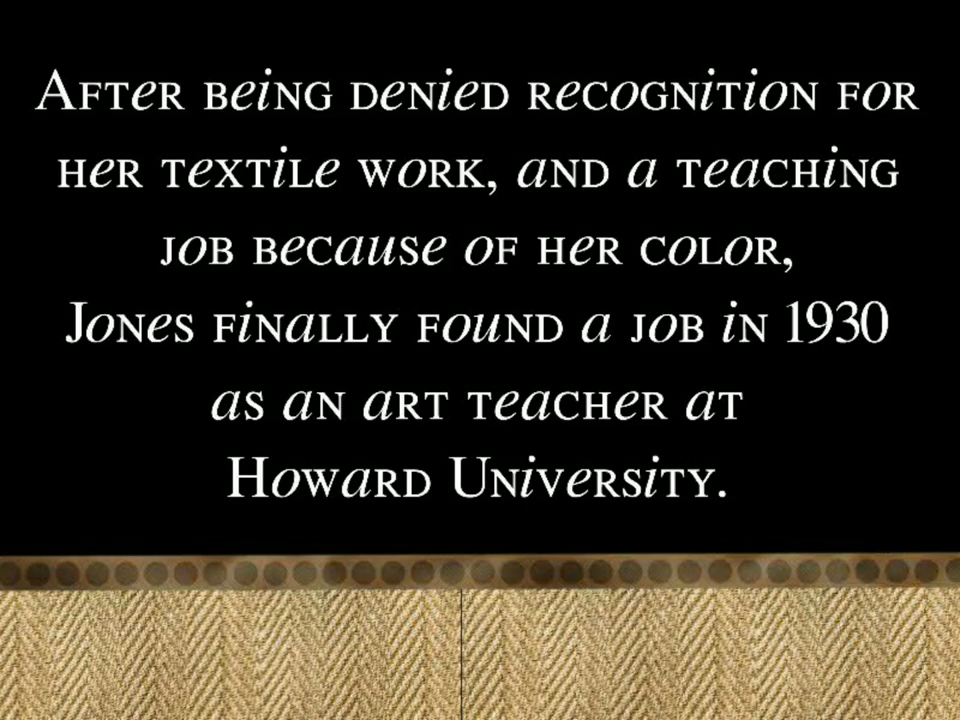 After being denied recognition for
her textile work, and a teaching
job because of her color,
Jones finally found a job in 1930
as an art teacher at
Howard University.